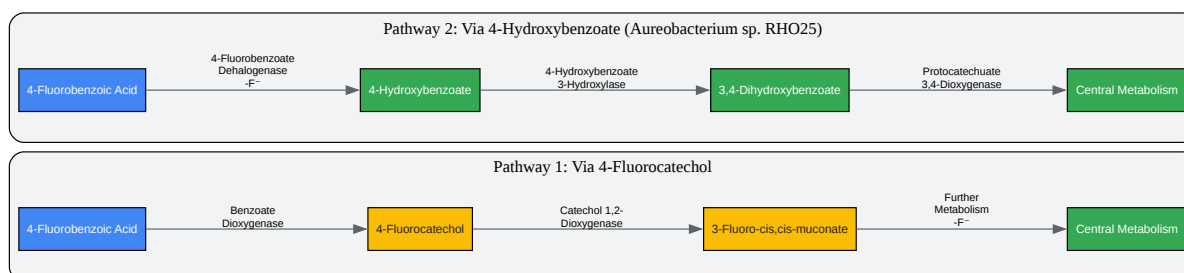 Pathway 2: Via 4-Hydroxybenzoate (Aureobacterium sp. RHO25)
4-Fluorobenzoic Acid
4-Fluorobenzoate
Dehalogenase
-F⁻
4-Hydroxybenzoate
4-Hydroxybenzoate
3-Hydroxylase
3,4-Dihydroxybenzoate
Protocatechuate
3,4-Dioxygenase
Central Metabolism
Pathway 1: Via 4-Fluorocatechol
4-Fluorobenzoic Acid
Benzoate
Dioxygenase
4-Fluorocatechol
Catechol 1,2-
Dioxygenase
3-Fluoro-cis,cis-muconate
Further
Metabolism
-F⁻
Central Metabolism